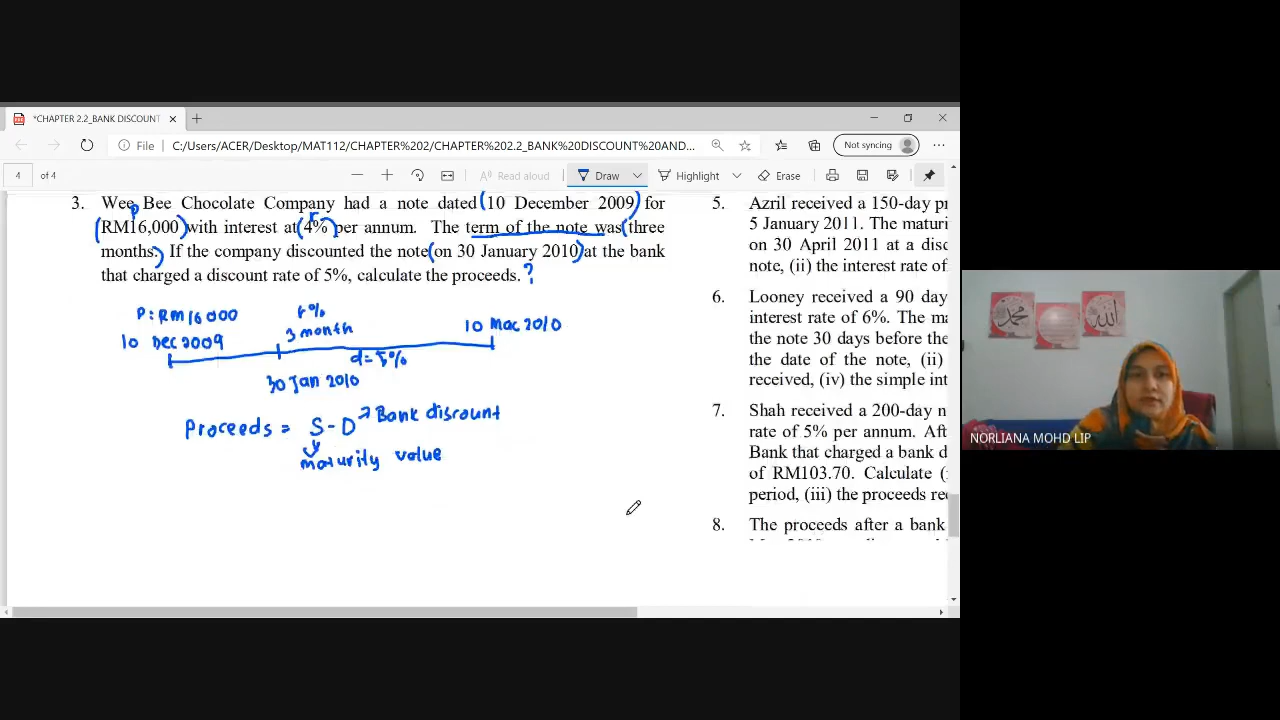 *CHAPTER 2.2_BANK DISCOUNT
File
C:/Users/ACER/Desktop/MAT112/CHAPTER%202/CHAPTER%202.2_BANK%20DISCOUNT%20AND...
Not syncing
4 of 4
Read aloud
Draw
Highlight
Erase
3. Wee Bee Chocolate Company had a note dated (10 December 2009) for
(RM16,000) with interest at (4%) per annum. The term of the note was (three
months.) If the company discounted the note (on 30 January 2010) at the bank
that charged a discount rate of 5%, calculate the proceeds. ?
P
r
P: RM16000
10 Dec 2009
r%
3 month
10 Mac 2010
d=5%
30 Jan 2010
Proceeds = S - D → Bank discount
maturity value
5. Azril received a 150-day pr
5 January 2011. The maturi
on 30 April 2011 at a disc
note, (ii) the interest rate of
6. Looney received a 90 day
interest rate of 6%. The ma
the note 30 days before the
the date of the note, (ii)
received, (iv) the simple int
7. Shah received a 200-day n
rate of 5% per annum. Aft
Bank that charged a bank d
of RM103.70. Calculate (
period, (iii) the proceeds rec
8. The proceeds after a bank
NORLIANA MOHD LIP
محمد
الله